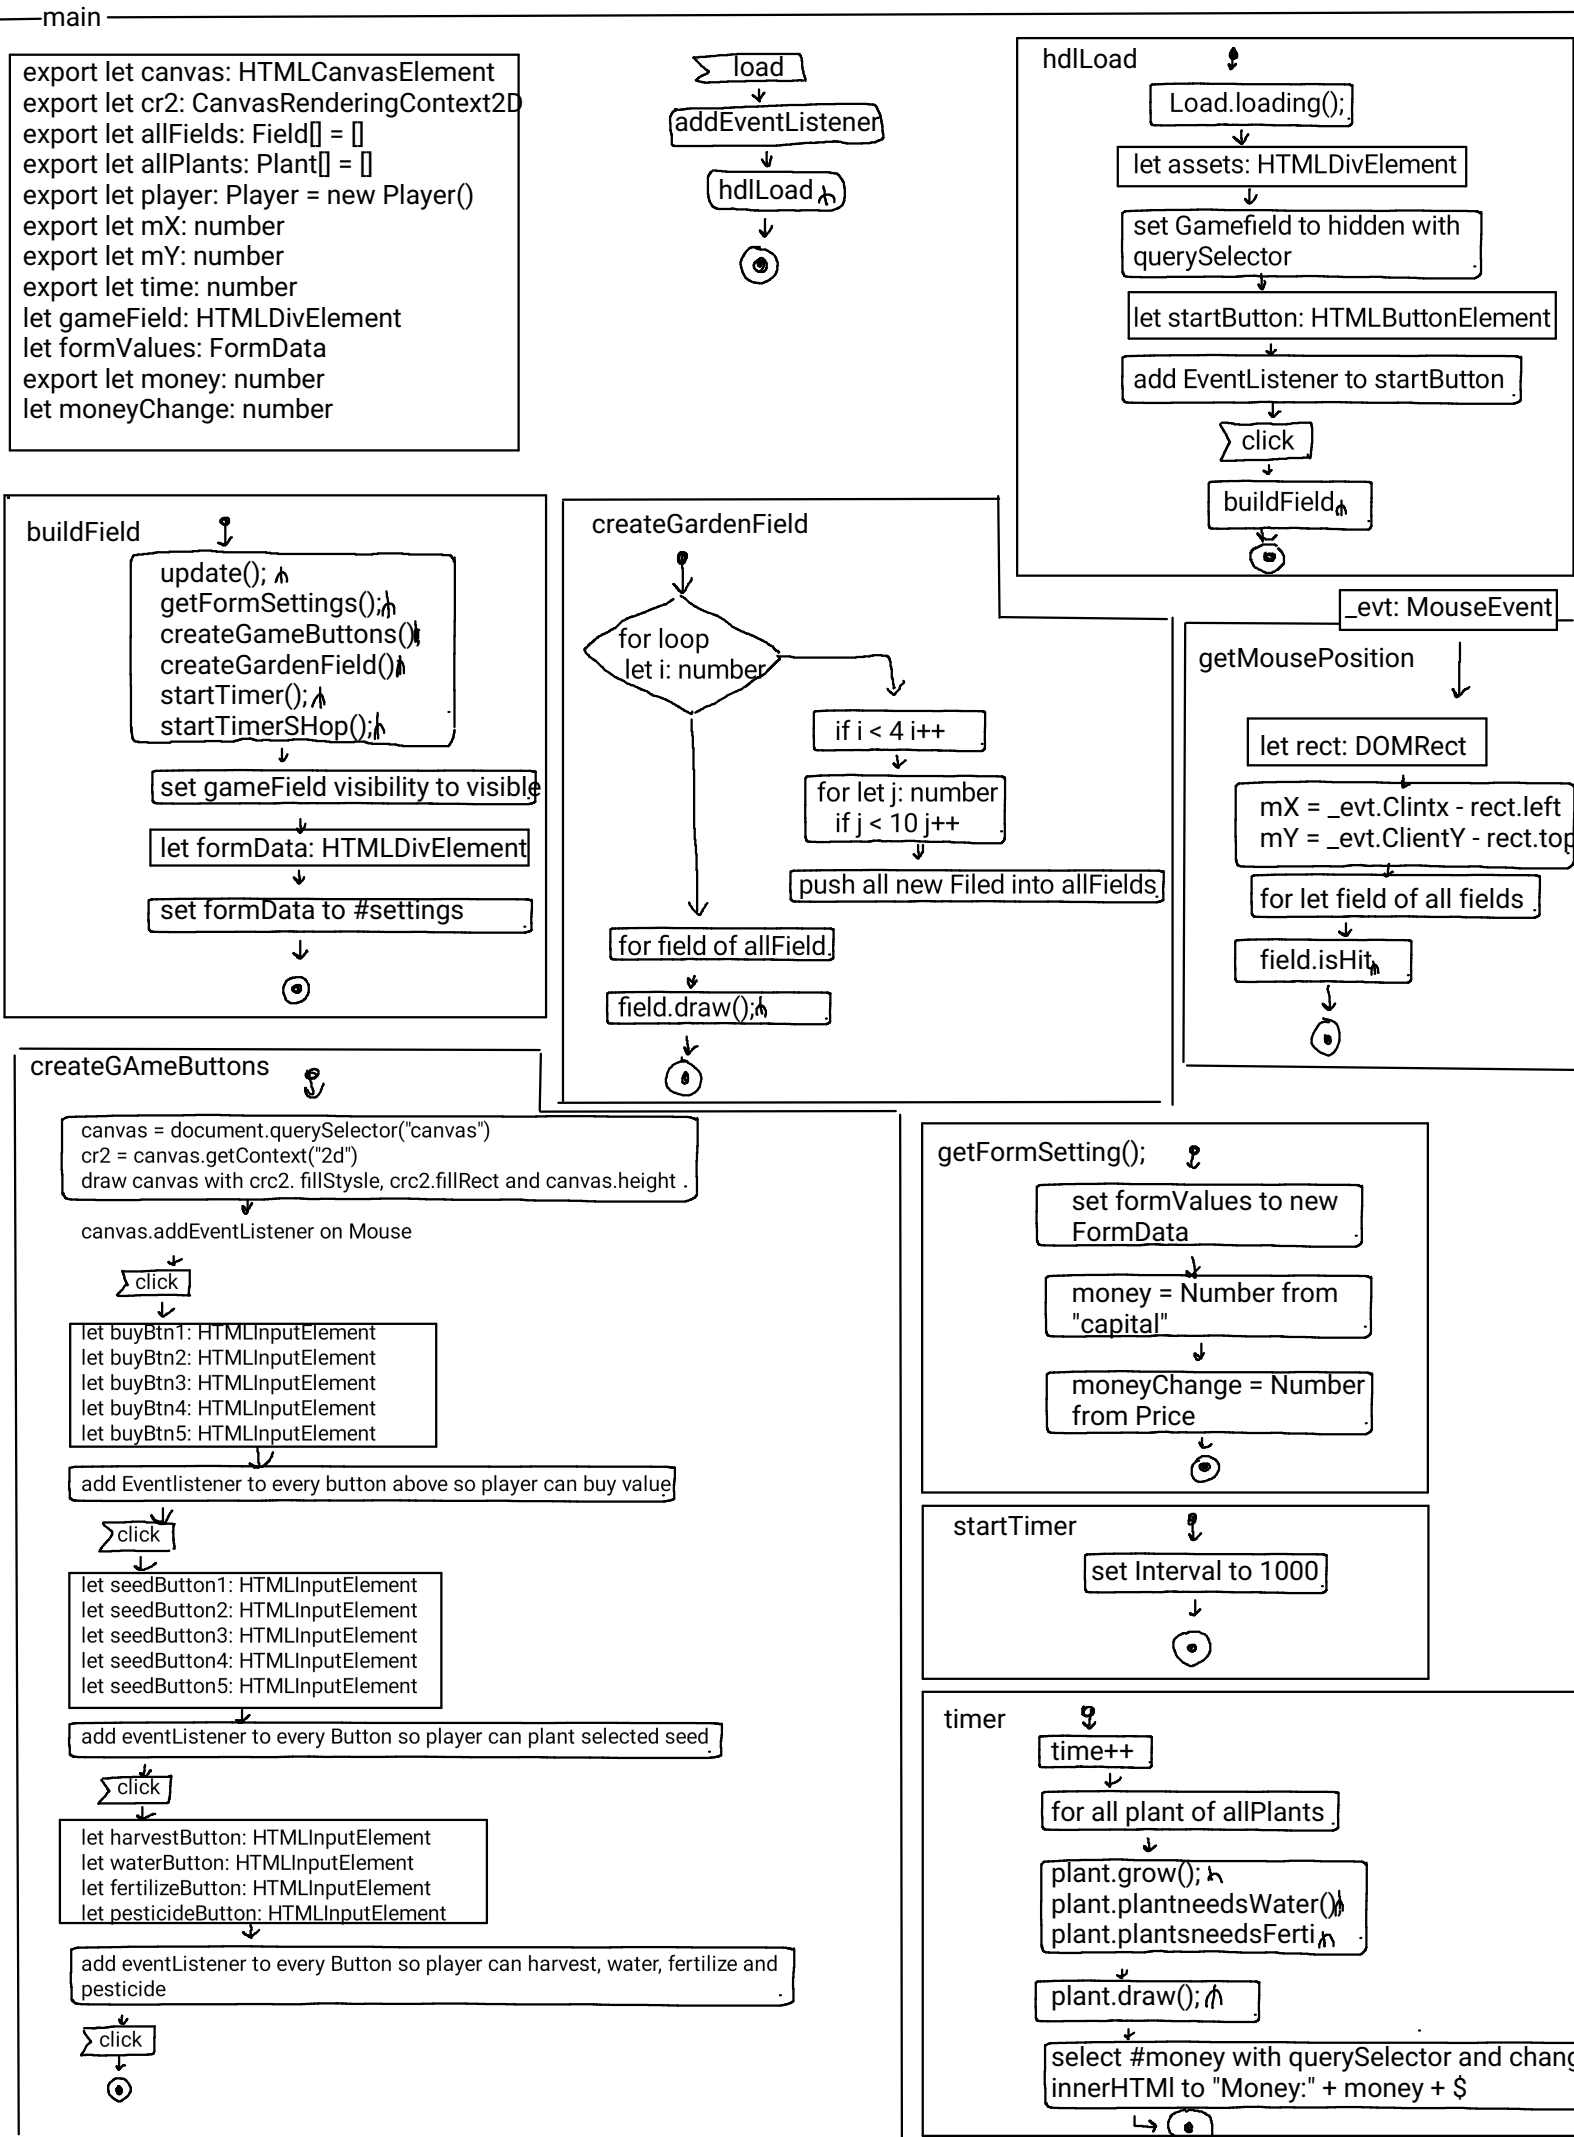 main
export let canvas: HTMLCanvasElement
export let cr2: CanvasRenderingContext2D
export let allFields: Field[] = []
export let allPlants: Plant[] = []
export let player: Player = new Player()
export let mX: number
export let mY: number
export let time: number
let gameField: HTMLDivElement
let formValues: FormData
export let money: number
let moneyChange: number
load
addEventListener
hdlLoad
hdlLoad
Load.loading();
let assets: HTMLDivElement
set Gamefield to hidden with
querySelector
let startButton: HTMLButtonElement
add EventListener to startButton
click
buildField
buildField
update();
getFormSettings();
createGameButtons()
createGardenField()
startTimer();
startTimerSHop();
set gameField visibility to visible
let formData: HTMLDivElement
set formData to #settings
createGardenField
for loop
let i: number
if i < 4 i++
for let j: number
if j < 10 j++
push all new Filed into allFields
for field of allField.
field.draw();
_evt: MouseEvent
getMousePosition
let rect: DOMRect
mX = _evt.Clintx - rect.left
mY = _evt.ClientY - rect.top
for let field of all fields
field.isHit
createGAmeButtons
canvas = document.querySelector("canvas")
cr2 = canvas.getContext("2d")
draw canvas with crc2. fillStysle, crc2.fillRect and canvas.height
canvas.addEventListener on Mouse
click
let buyBtn1: HTMLInputElement
let buyBtn2: HTMLInputElement
let buyBtn3: HTMLInputElement
let buyBtn4: HTMLInputElement
let buyBtn5: HTMLInputElement
add Eventlistener to every button above so player can buy value
click
let seedButton1: HTMLInputElement
let seedButton2: HTMLInputElement
let seedButton3: HTMLInputElement
let seedButton4: HTMLInputElement
let seedButton5: HTMLInputElement
add eventListener to every Button so player can plant selected seed
click
let harvestButton: HTMLInputElement
let waterButton: HTMLInputElement
let fertilizeButton: HTMLInputElement
let pesticideButton: HTMLInputElement
add eventListener to every Button so player can harvest, water, fertilize and
pesticide
click
getFormSetting();
set formValues to new
FormData
money = Number from
"capital"
moneyChange = Number
from Price
startTimer
set Interval to 1000
timer
time++
for all plant of allPlants
plant.grow();
plant.plantneedsWater()
plant.plantsneedsFerti
plant.draw();
select #money with querySelector and chang
innerHTMl to "Money:" + money + $